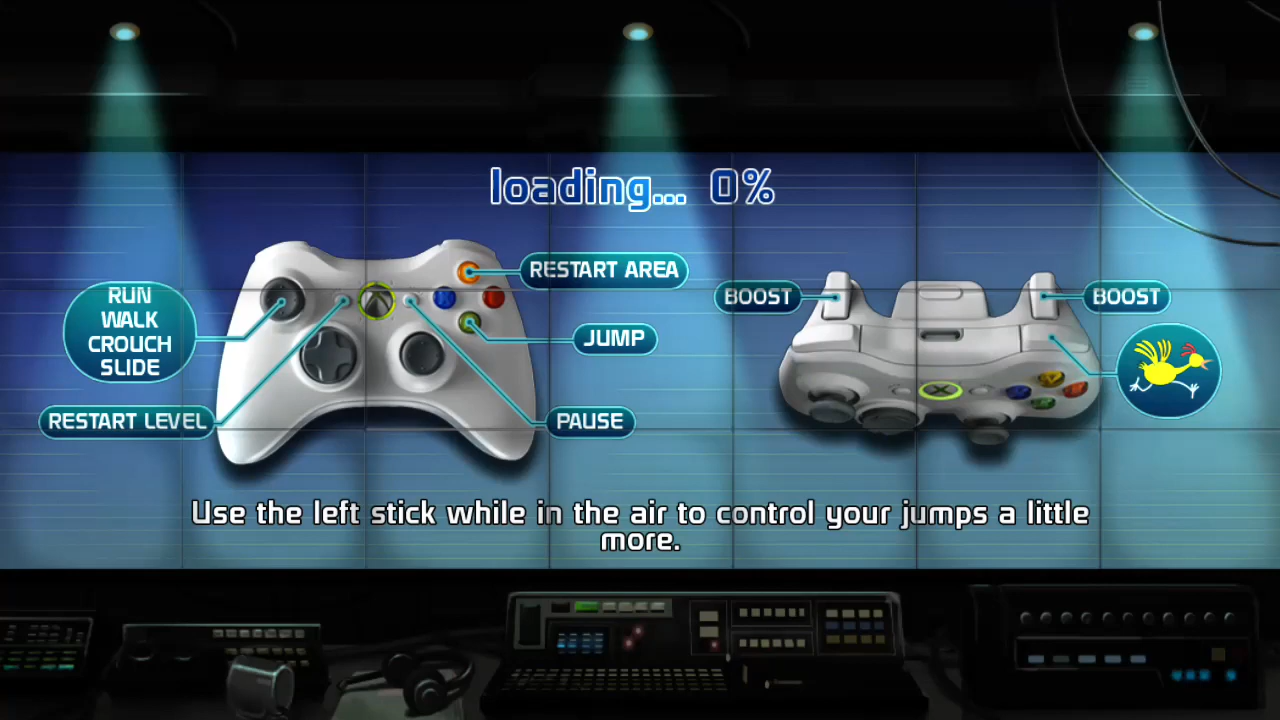 loading... 0%
RESTART AREA
RUN
WALK
CROUCH
SLIDE
JUMP
RESTART LEVEL
PAUSE
BOOST
BOOST
Use the left stick while in the air to control your jumps a little
more.